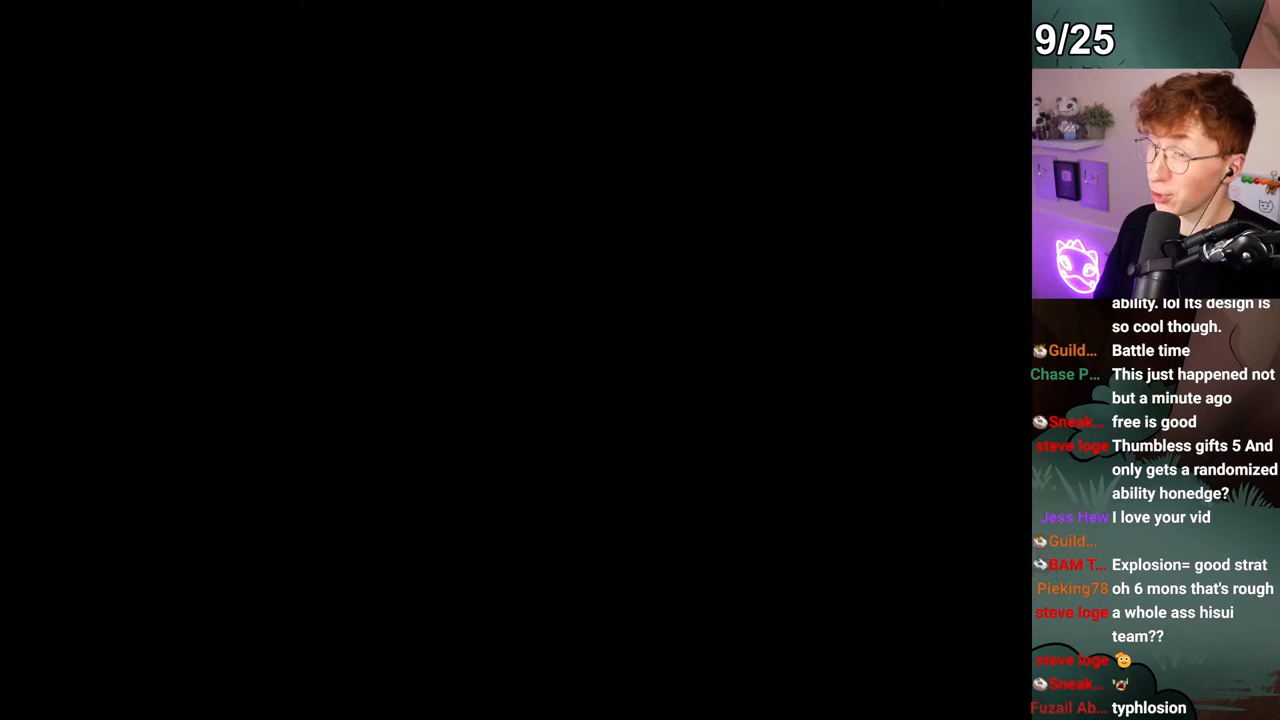 9/25
ability. lol Its design is
so cool though.
Guild... Battle time
Chase P... This just happened not
but a minute ago
Sneak... free is good
steve loge Thumbless gifts 5 And
only gets a randomized
ability honedge?
Jess Hew I love your vid
Guild...
BAM T... Explosion= good strat
Pieking78 oh 6 mons that's rough
steve loge a whole ass hisui
team??
steve loge
Sneak...
Fuzail Ab... typhlosion